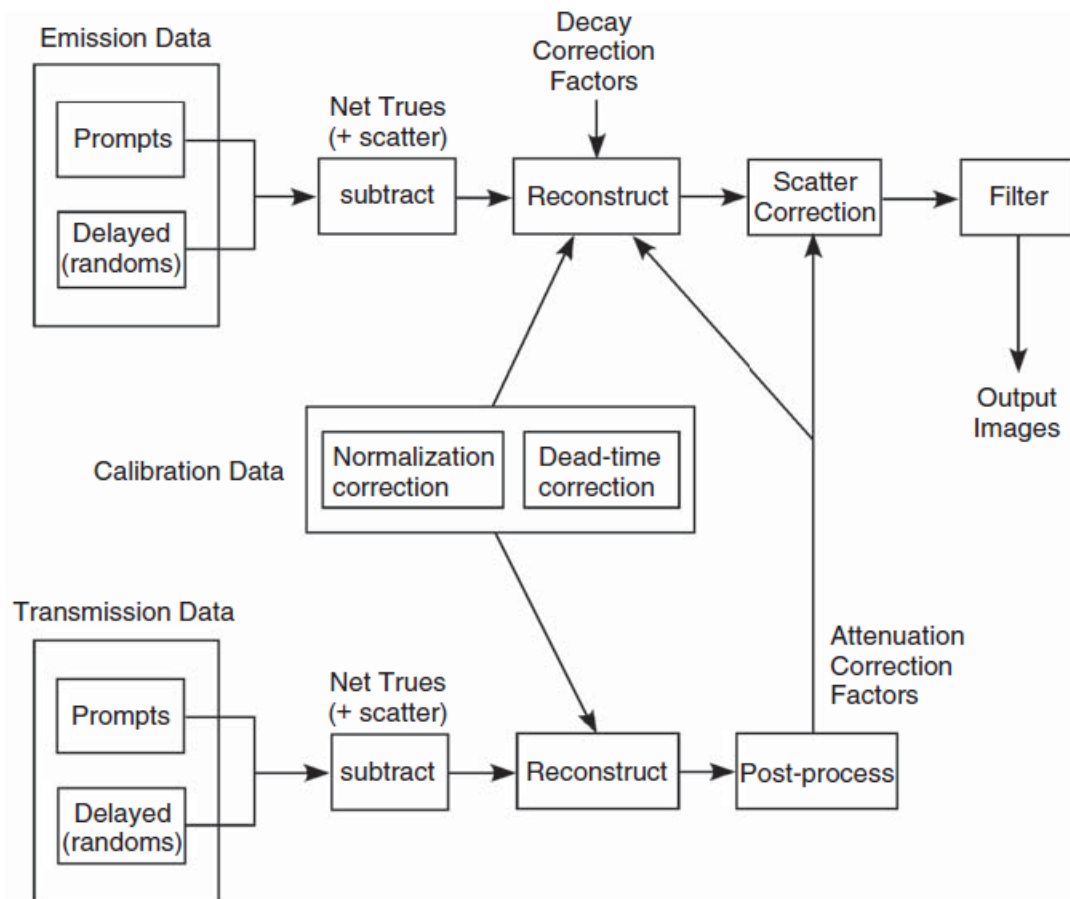 Emission Data
Prompts
Delayed
(randoms)
Net Trues
(+ scatter)
subtract
Decay
Correction
Factors
Reconstruct
Scatter
Correction
Filter
Output
Images
Calibration Data
Normalization
correction
Dead-time
correction
Transmission Data
Prompts
Delayed
(randoms)
Net Trues
(+ scatter)
subtract
Reconstruct
Post-process
Attenuation
Correction
Factors